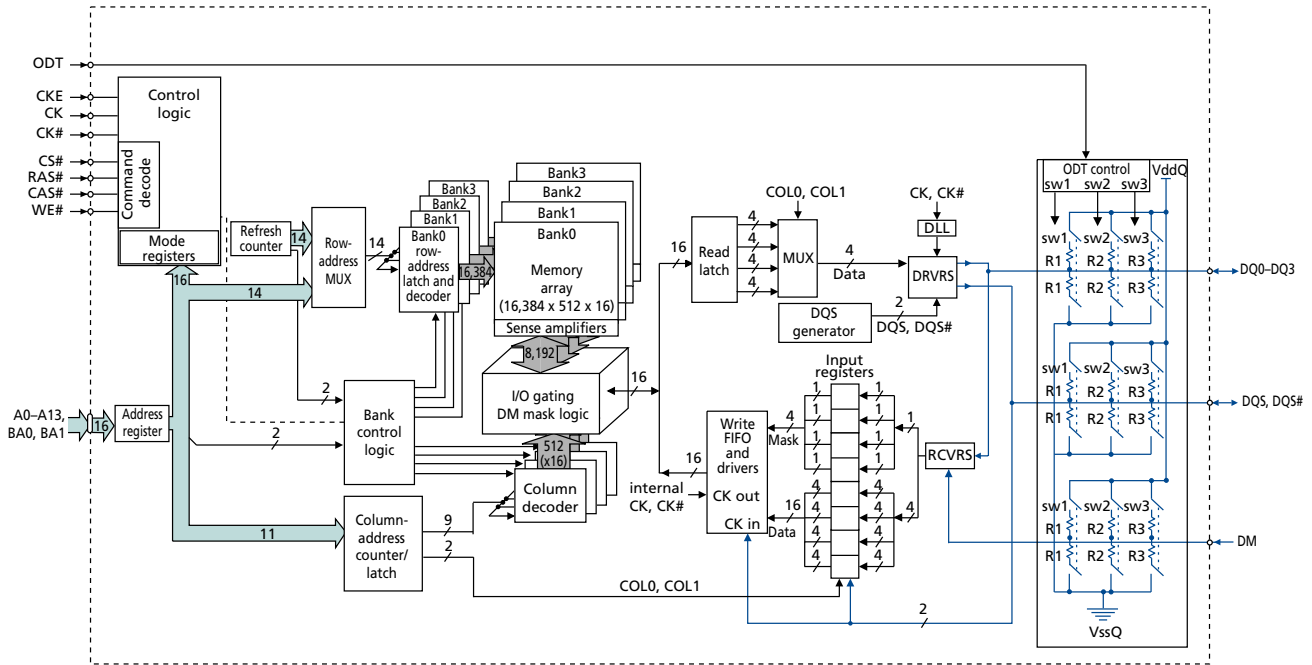 ODT
CKE
CK
CK#
CS#
RAS#
CAS#
WE#
Control
logic
Command
decode
Mode
registers
Refresh
counter
14
Row-
address
MUX
14
Bank3
Bank2
Bank1
Bank0
row-
address
latch and
decoder
16,384
Bank3
Bank2
Bank1
Bank0
Memory
array
(16,384 x 512 x 16)
Sense amplifiers
8,192
16
14
A0–A13,
BA0, BA1
16
Address
register
2
2
Bank
control
logic
I/O gating
DM mask logic
16
512
(x16)
Column
decoder
11
Column-
address
counter/
latch
9
2
COL0, COL1
16
Read
latch
4
4
4
4
COL0, COL1
MUX
4
Data
CK, CK#
DLL
DRVRS
DQS
generator
2
DQS, DQS#
Input
registers
1
1
1
1
4
4
4
4
1
1
1
1
4
4
4
4
1
4
RCVRS
4
Mask
16
Data
Write
FIFO
and
drivers
CK out
CK in
16
internal
CK, CK#
2
ODT control
sw1
sw2
sw3
VddQ
sw1
sw2
sw3
R1
R2
R3
R1
R2
R3
sw1
sw2
sw3
R1
R2
R3
R1
R2
R3
sw1
sw2
sw3
R1
R2
R3
R1
R2
R3
VssQ
DQ0–DQ3
DQS, DQS#
DM